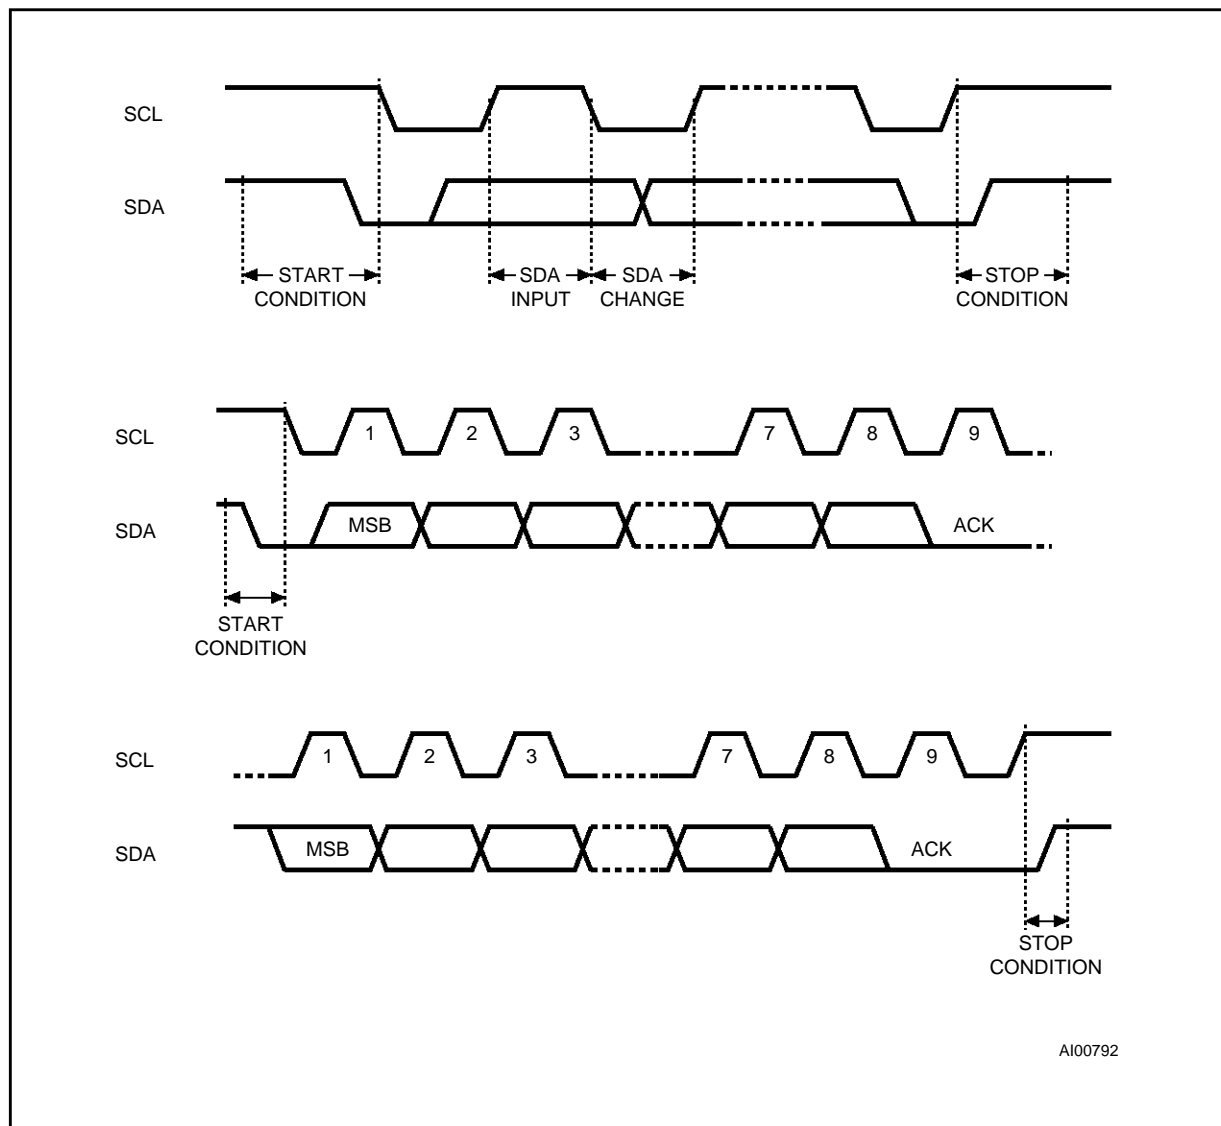 SCL
SDA
START CONDITION
SDA INPUT
SDA CHANGE
STOP CONDITION
SCL
1 2 3 7 8 9
SDA
MSB ACK
START CONDITION
SCL
1 2 3 7 8 9
SDA
MSB ACK
STOP CONDITION
AI00792